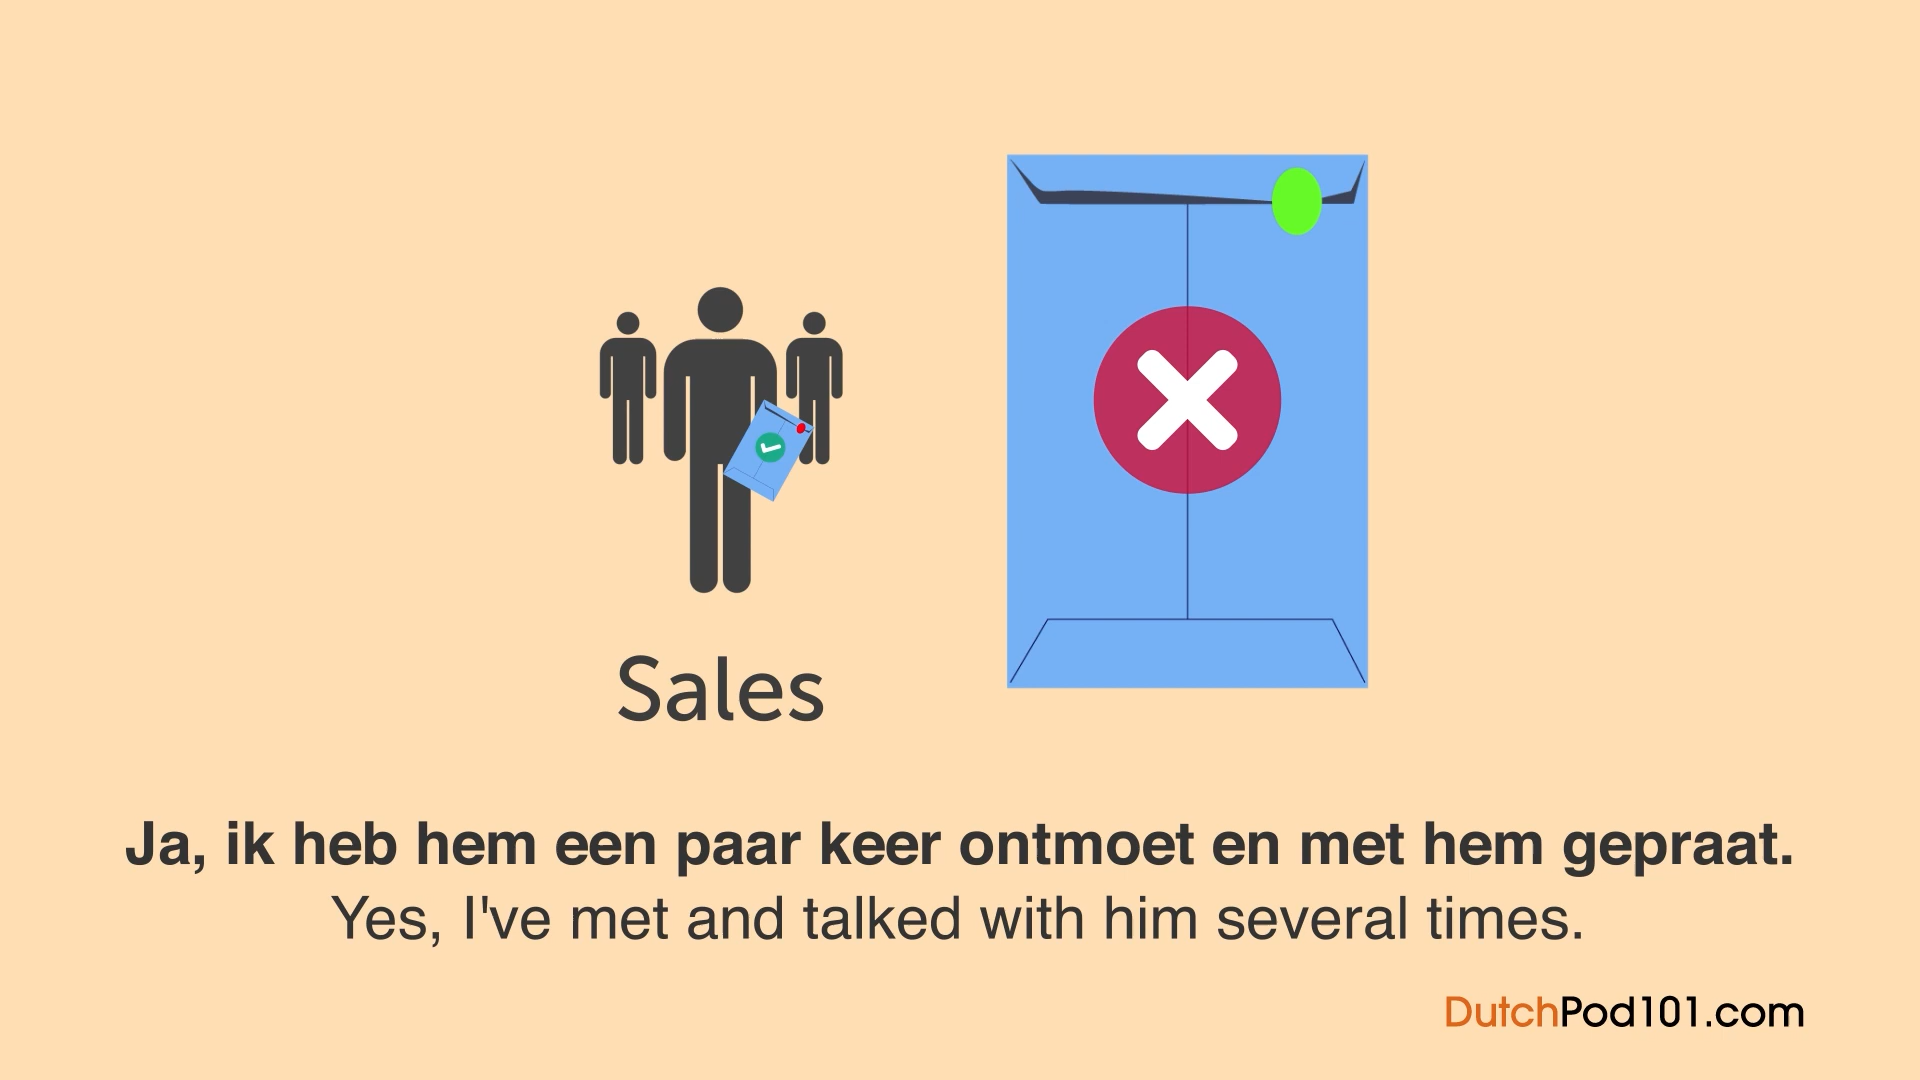 Sales
Ja, ik heb hem een paar keer ontmoet en met hem gepraat.
Yes, I've met and talked with him several times.
DutchPod101.com